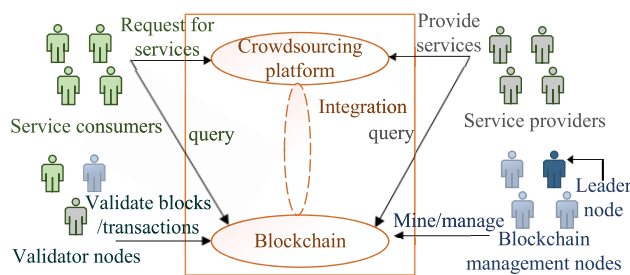 Request for
services
Crowdsourcing
platform
Provide
services
Service consumers
Integration
query
query
Service providers
Validate blocks
/transactions
Validator nodes
Blockchain
Mine/manage
Leader
node
Blockchain
management nodes